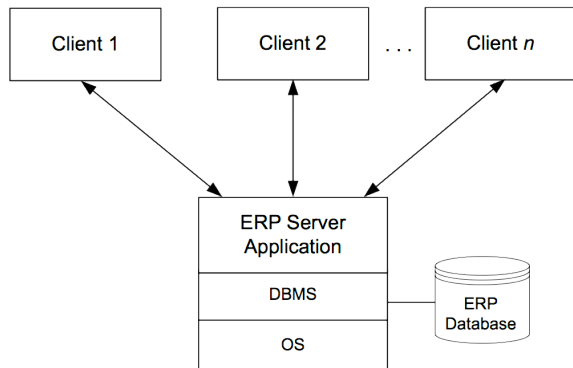 Client 1
Client 2
. . .
Client n
ERP Server
Application
DBMS
OS
ERP
Database